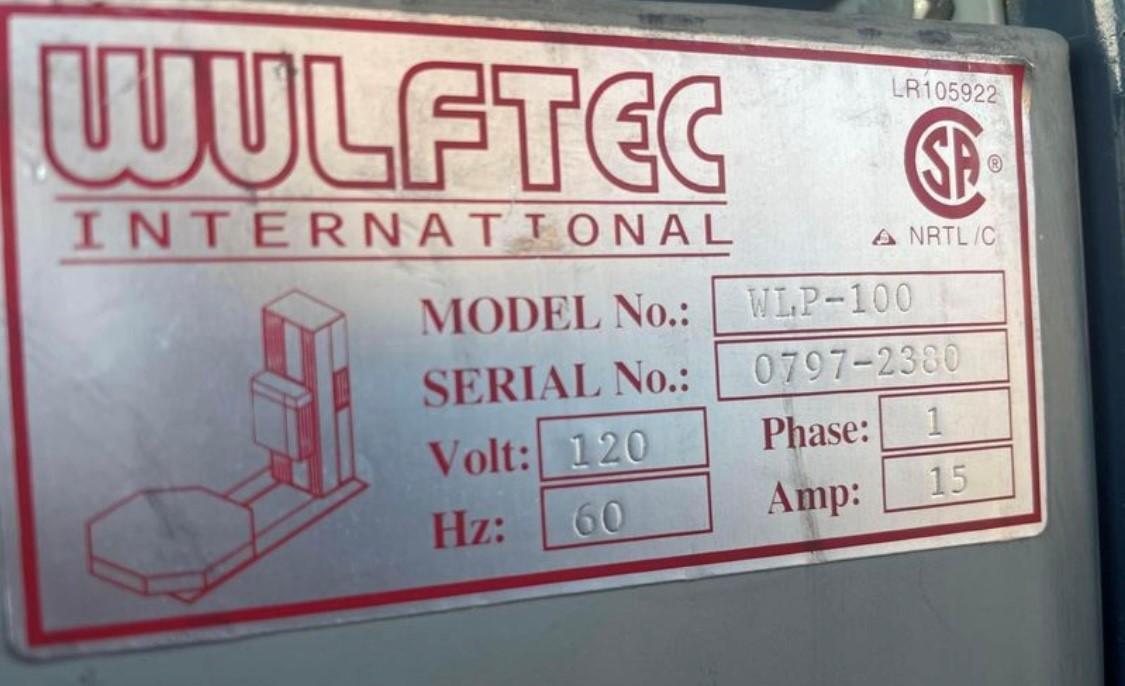 WULFTEC
INTERNATIONAL
LR105922
CSA ®
NRTL/C
MODEL No.: WLP-100
SERIAL No.: 0797-2380
Volt: 120 Phase: 1
Hz: 60 Amp: 15